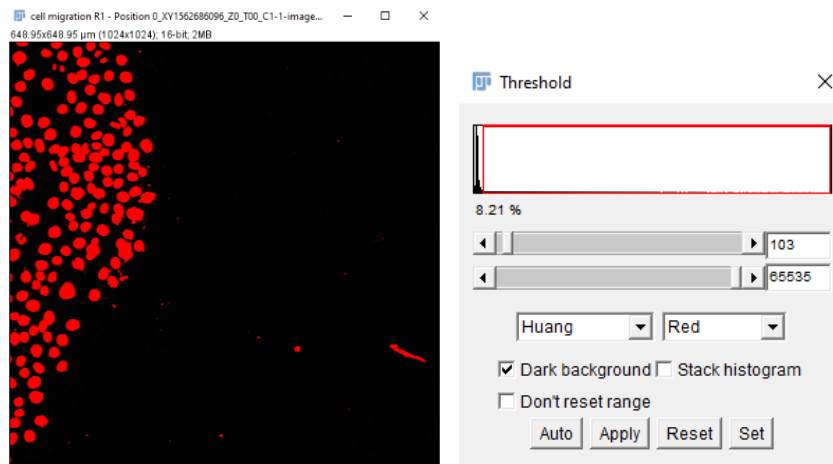 cell migration R1 - Position 0_XY1562686096_Z0_T00_C1-1-image...
648.95x648.95 µm (1024x1024); 16-bit; 2MB
Threshold
8.21 %
103
65535
Huang
Red
Dark background
Stack histogram
Don't reset range
Auto
Apply
Reset
Set